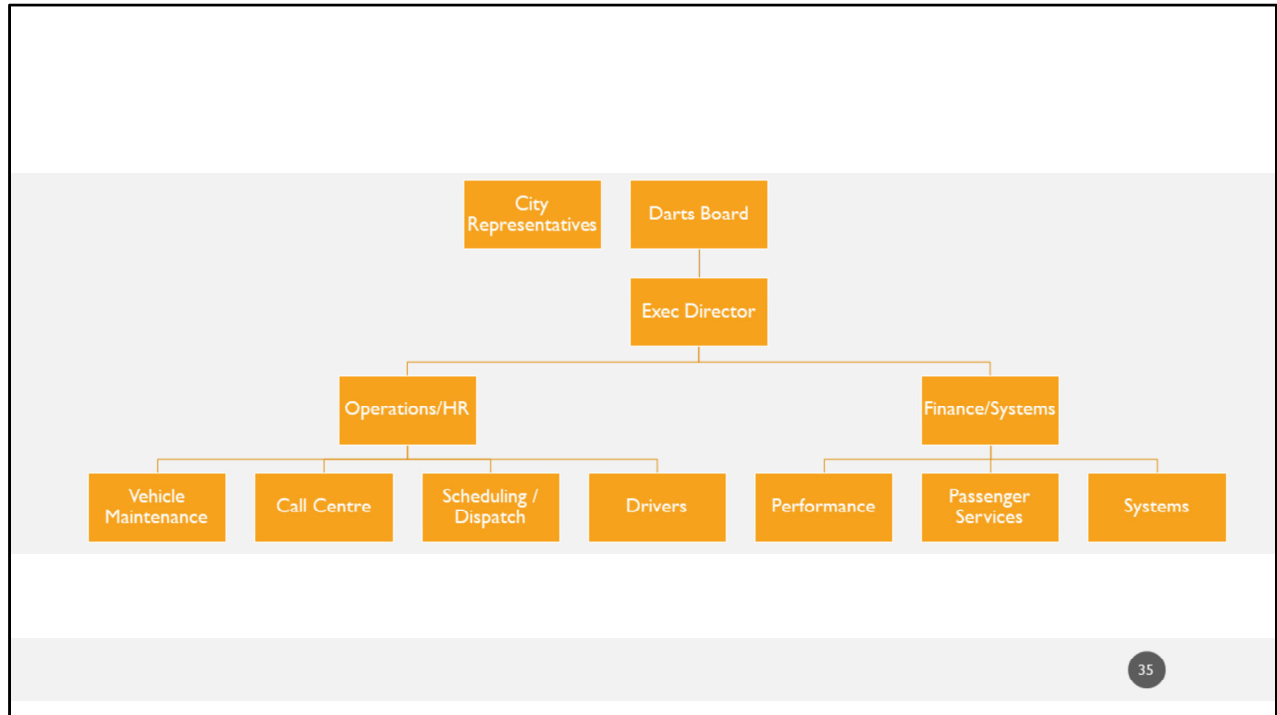 City
Representatives
Darts Board
Exec Director
Operations/HR
Finance/Systems
Vehicle
Maintenance
Call Centre
Scheduling /
Dispatch
Drivers
Performance
Passenger
Services
Systems
35